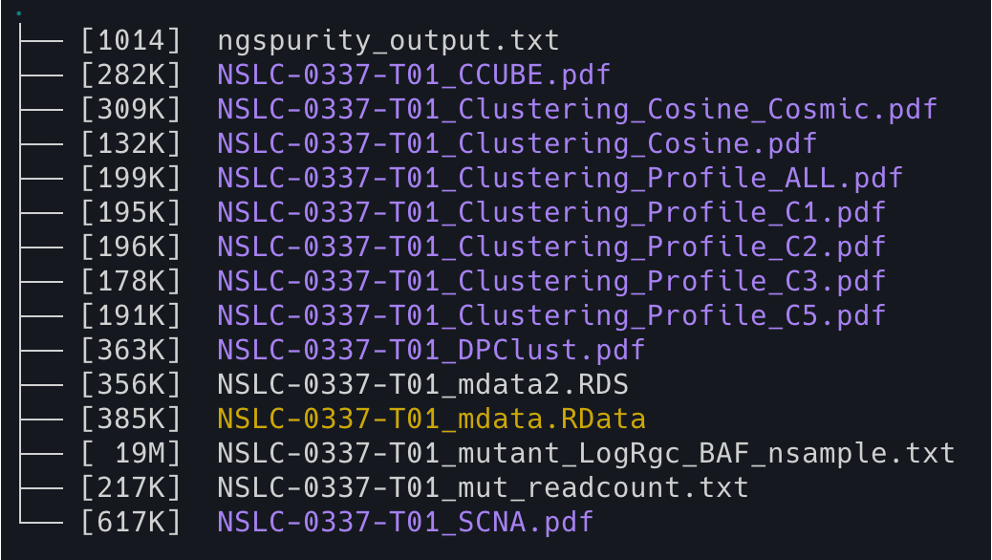 .
├── [1014]  ngspurity_output.txt
├── [282K]  NSLC-0337-T01_CCUBE.pdf
├── [309K]  NSLC-0337-T01_Clustering_Cosine_Cosmic.pdf
├── [132K]  NSLC-0337-T01_Clustering_Cosine.pdf
├── [199K]  NSLC-0337-T01_Clustering_Profile_ALL.pdf
├── [195K]  NSLC-0337-T01_Clustering_Profile_C1.pdf
├── [196K]  NSLC-0337-T01_Clustering_Profile_C2.pdf
├── [178K]  NSLC-0337-T01_Clustering_Profile_C3.pdf
├── [191K]  NSLC-0337-T01_Clustering_Profile_C5.pdf
├── [363K]  NSLC-0337-T01_DPClust.pdf
├── [356K]  NSLC-0337-T01_mdata2.RDS
├── [385K]  NSLC-0337-T01_mdata.RData
├── [ 19M]  NSLC-0337-T01_mutant_LogRgc_BAF_nsample.txt
├── [217K]  NSLC-0337-T01_mut_readcount.txt
└── [617K]  NSLC-0337-T01_SCNA.pdf